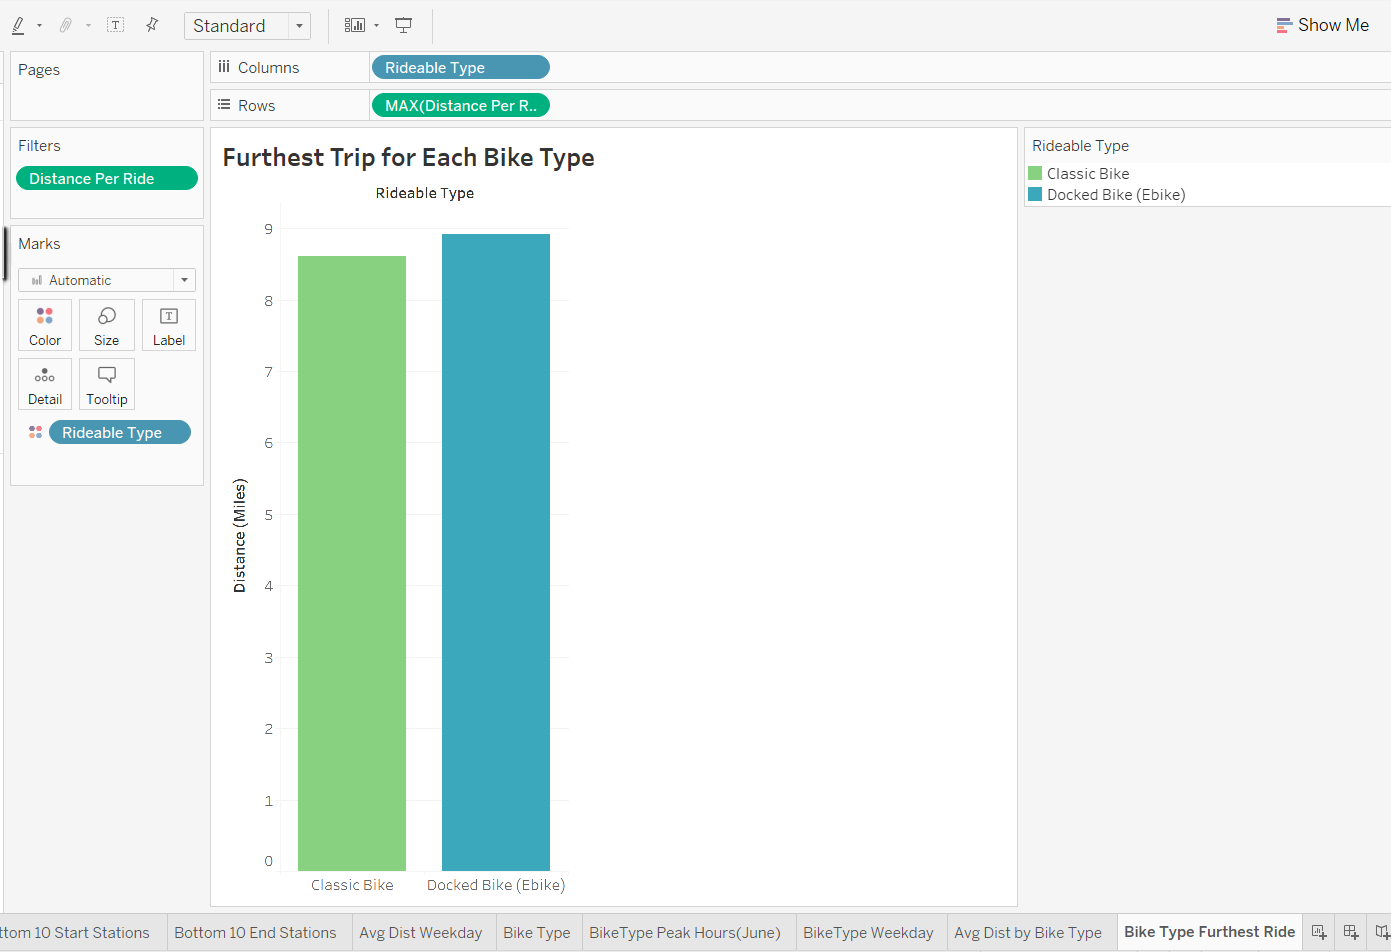 Standard
Show Me
Pages
Columns
Rideable Type
Rows
MAX(Distance Per R..
Filters
Distance Per Ride
Marks
Automatic
Color
Size
T
Label
Detail
Tooltip
Rideable Type
Furthest Trip for Each Bike Type
Rideable Type
9
8
7
6
5
4
3
2
1
0
Distance (Miles)
Classic Bike
Docked Bike (Ebike)
Rideable Type
Classic Bike
Docked Bike (Ebike)
ttom 10 Start Stations
Bottom 10 End Stations
Avg Dist Weekday
Bike Type
BikeType Peak Hours(June)
BikeType Weekday
Avg Dist by Bike Type
Bike Type Furthest Ride